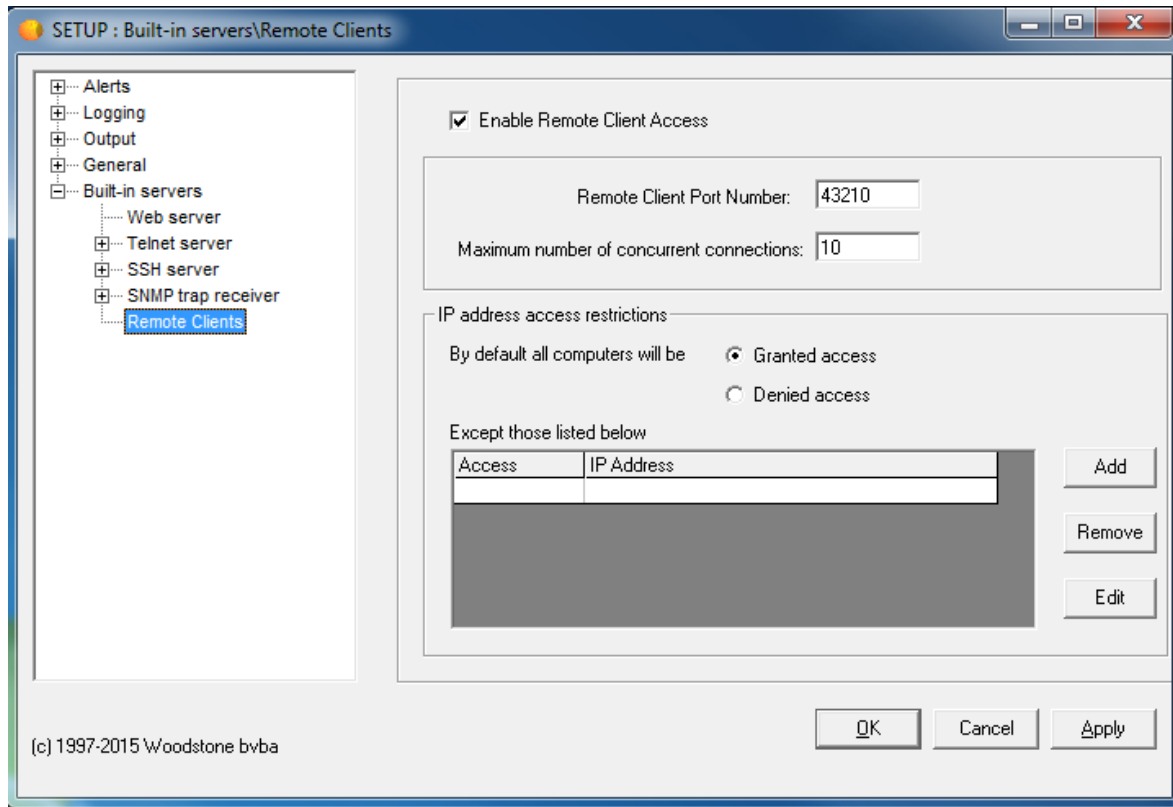 SETUP : Built-in servers\Remote Clients
Alerts
Logging
Output
General
Built-in servers
Web server
Telnet server
SSH server
SNMP trap receiver
Remote Clients
Enable Remote Client Access
Remote Client Port Number: 43210
Maximum number of concurrent connections: 10
IP address access restrictions
By default all computers will be Granted access
Denied access
Except those listed below
Access IP Address
Add
Remove
Edit
(c) 1997-2015 Woodstone bvba
OK Cancel Apply